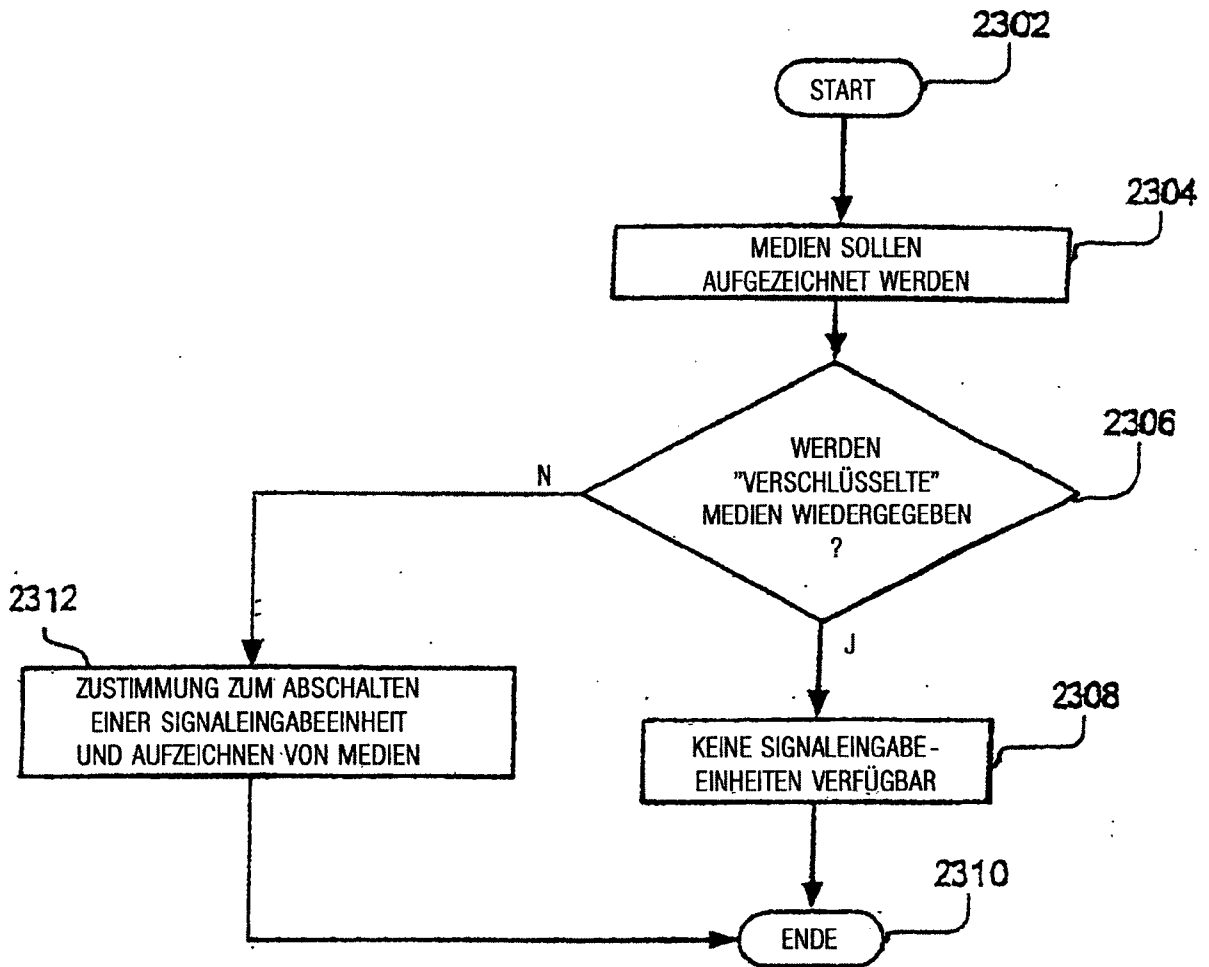 2302
START
2304
MEDIEN SOLLEN
AUFGEZEICHNET WERDEN
2306
WERDEN
"VERSCHLÜSSELTE"
MEDIEN WIEDERGEGEBEN
?
N
J
2312
ZUSTIMMUNG ZUM ABSCHALTEN
EINER SIGNALEINGABEEINHEIT
UND AUFZEICHNEN VON MEDIEN
2308
KEINE SIGNALEINGABE-
EINHEITEN VERFÜGBAR
2310
ENDE